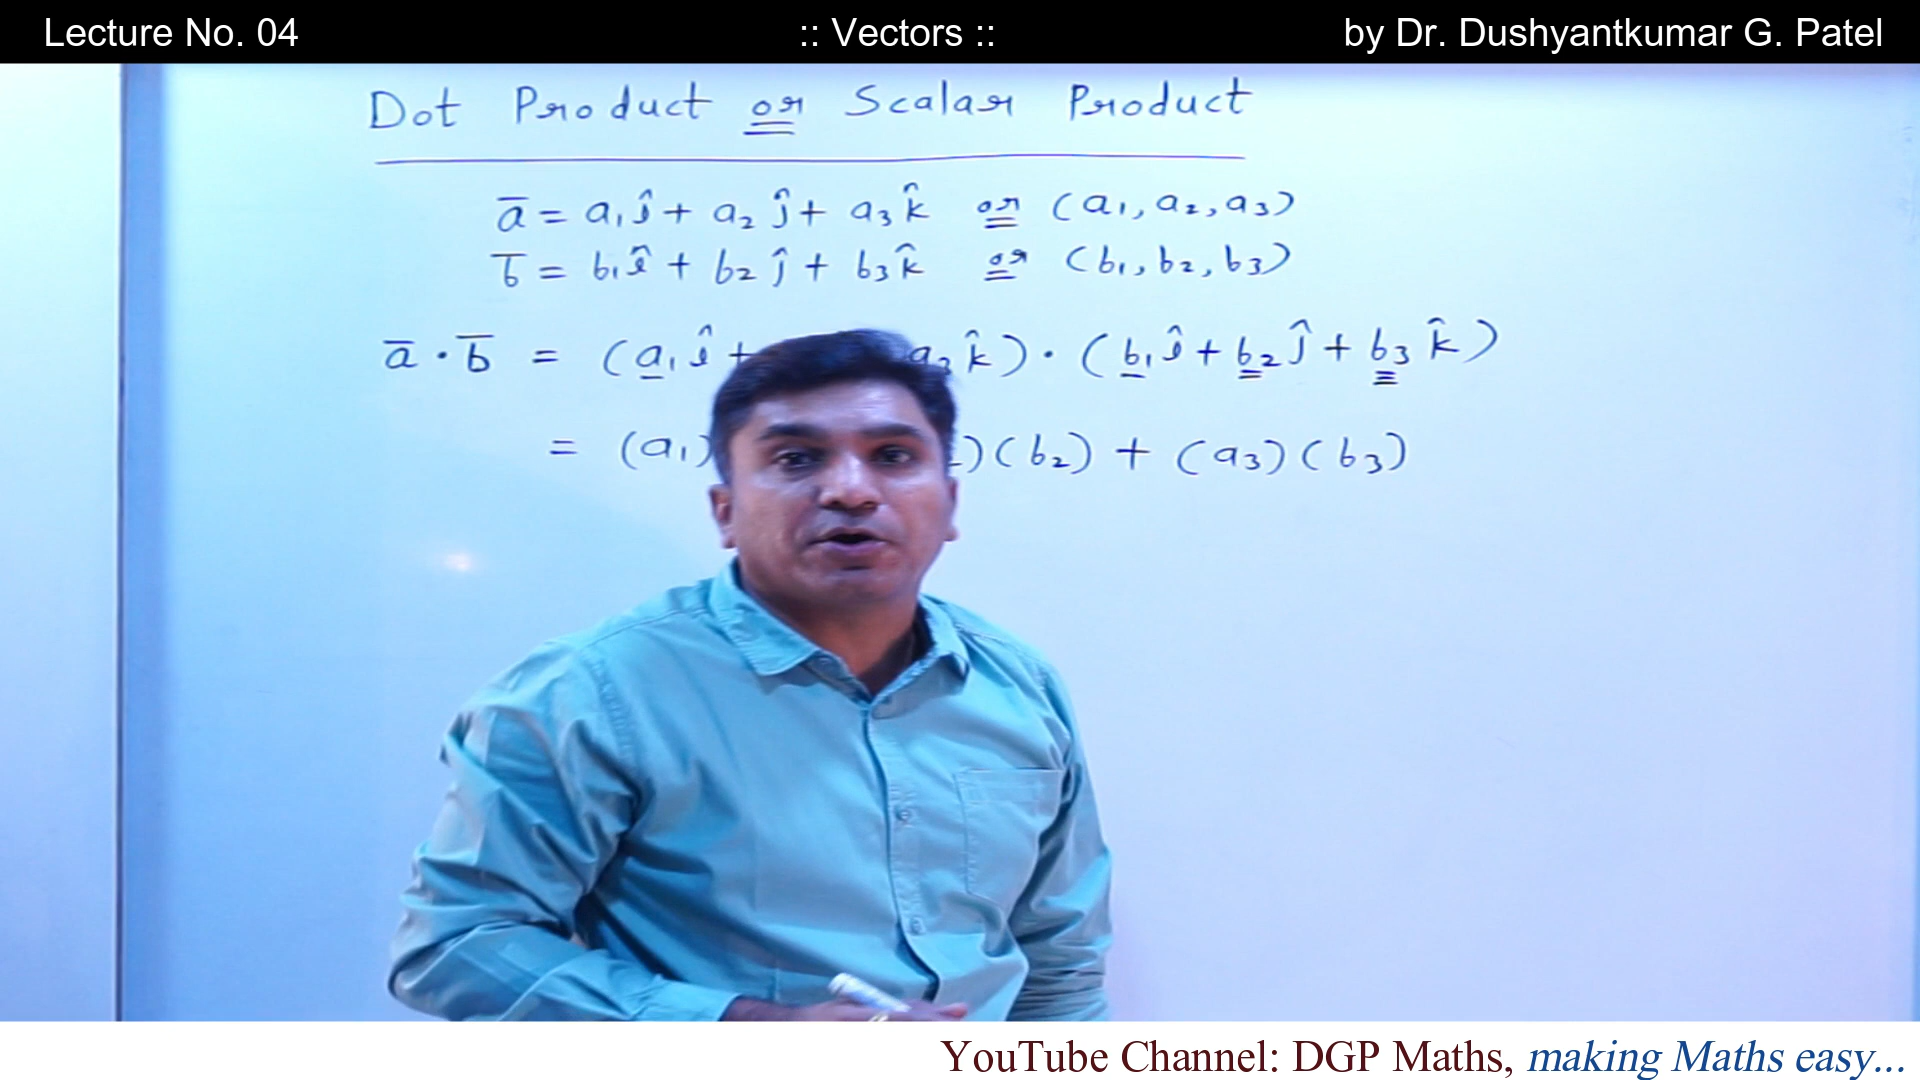 Lecture No. 04 :: Vectors :: by Dr. Dushyantkumar G. Patel
Dot Product or Scalar Product
a̅ = a₁î + a₂ĵ + a₃k̂ or (a₁, a₂, a₃)
b̅ = b₁î + b₂ĵ + b₃k̂ or (b₁, b₂, b₃)
a̅ · b̅ = (a₁î + a₃k̂) · (b₁î + b₂ĵ + b₃k̂)
= (a₁) )(b₂) + (a₃)(b₃)
YouTube Channel: DGP Maths, making Maths easy...